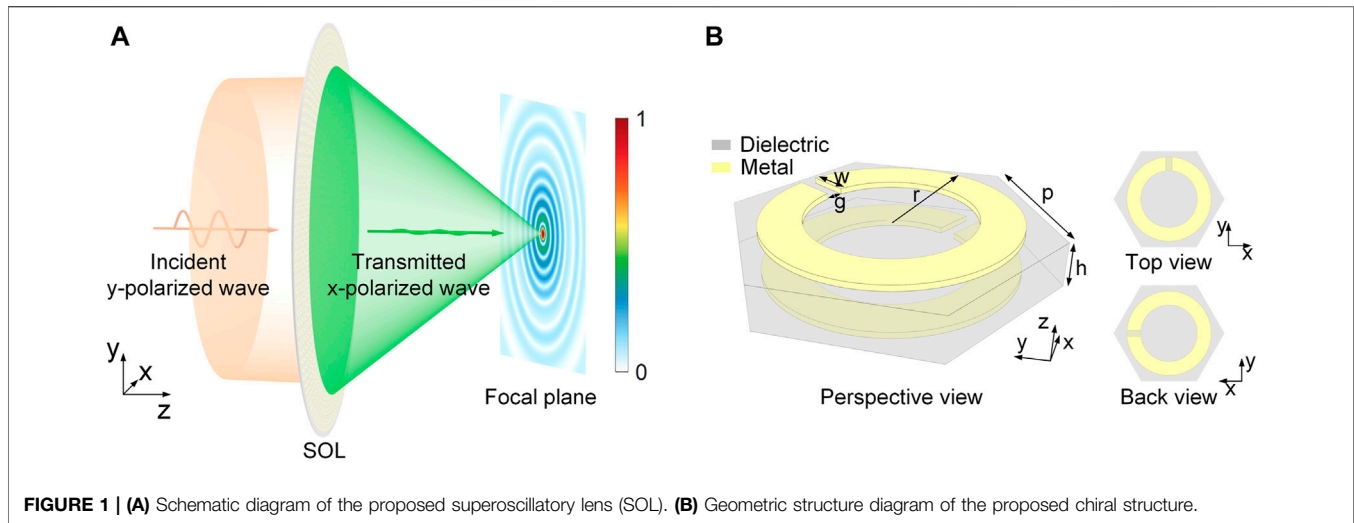 A
B
1
0
Incident
y-polarized wave
Transmitted
x-polarized wave
y
x
z
SOL
Focal plane
Dielectric
Metal
w
g
r
p
h
z
y
x
Perspective view
y
x
Top view
y
x
Back view
FIGURE 1 | (A) Schematic diagram of the proposed superoscillatory lens (SOL). (B) Geometric structure diagram of the proposed chiral structure.